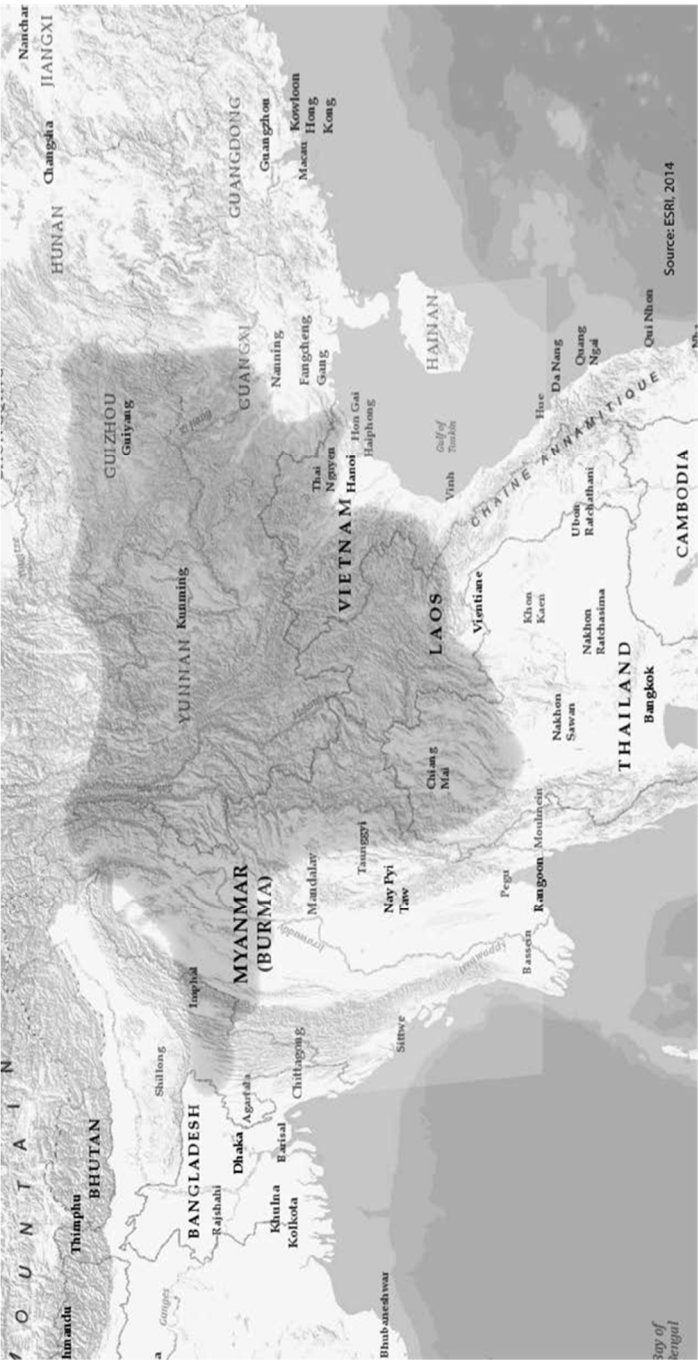 O U N T A I N
Nanchar
JIANGXI
Changsha
HUNAN
hmandu
Thimphu
BHUTAN
GUIZHOU
Guiyang
Ganges
a
Shillong
Imphal
YUNNAN
Kunming
BANGLADESH
Rajshahi
Dhaka
Agartala
MYANMAR
(BURMA)
GUANGXI
GUANGDONG
Guangzhou
Nanning
Khulna
Kolkota
Barisal
Chittagong
Mandalay
Irrawaddy
Fangcheng
Gang
Macau
Kowloon
Hong
Kong
Thai
Nguyen
Hanoi
VIETNAM
Hon Gai
Haiphong
Taunggyi
Nay Pyi
Taw
Bhubaneshwar
Sittwe
Chiang
Mai
LAOS
HAINAN
Gulf of
Tonkin
Vinh
Vientiane
CHAINE ANNAMITIQUE
Pegu
Bassein
Rangoon
Moulmein
Khon
Kaen
Hue
Da Nang
Nakhon
Sawan
Nakhon
Ratchasima
Ubon
Ratchathani
Quang
Ngai
THAILAND
Bangkok
Qui Nhon
CAMBODIA
Source: ESRI, 2014
Bay of
Bengal